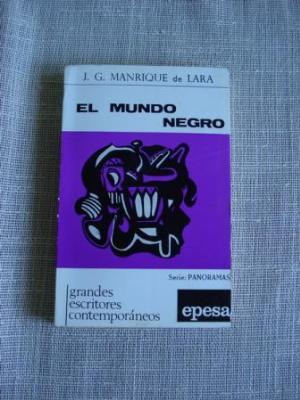 J. G. MANRIQUE de LARA
EL MUNDO
NEGRO
Serie: PANORAMAS
grandes
escritores
contemporáneos
epesa